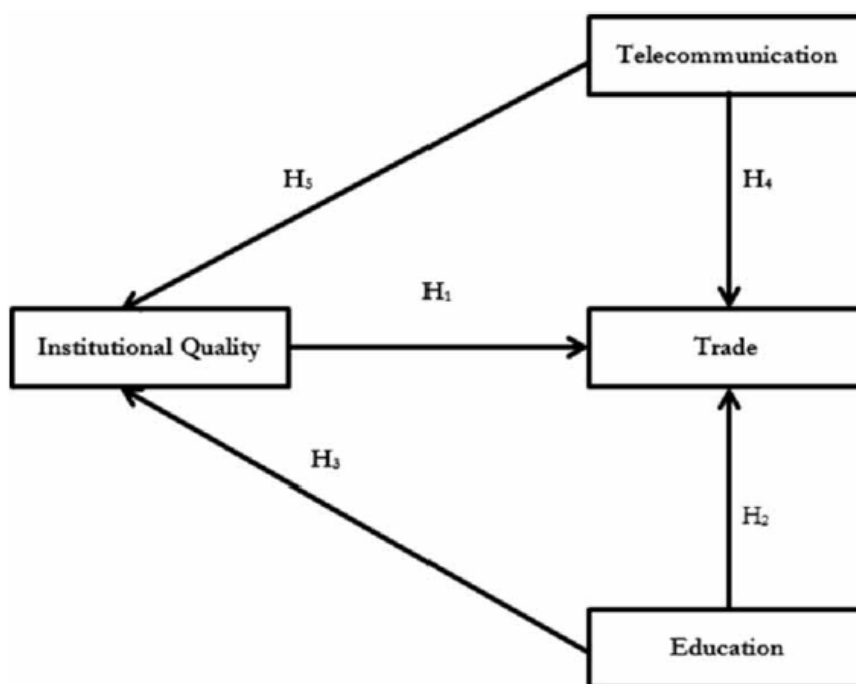 Telecommunication
H₅
H₄
H₁
Institutional Quality
Trade
H₃
H₂
Education